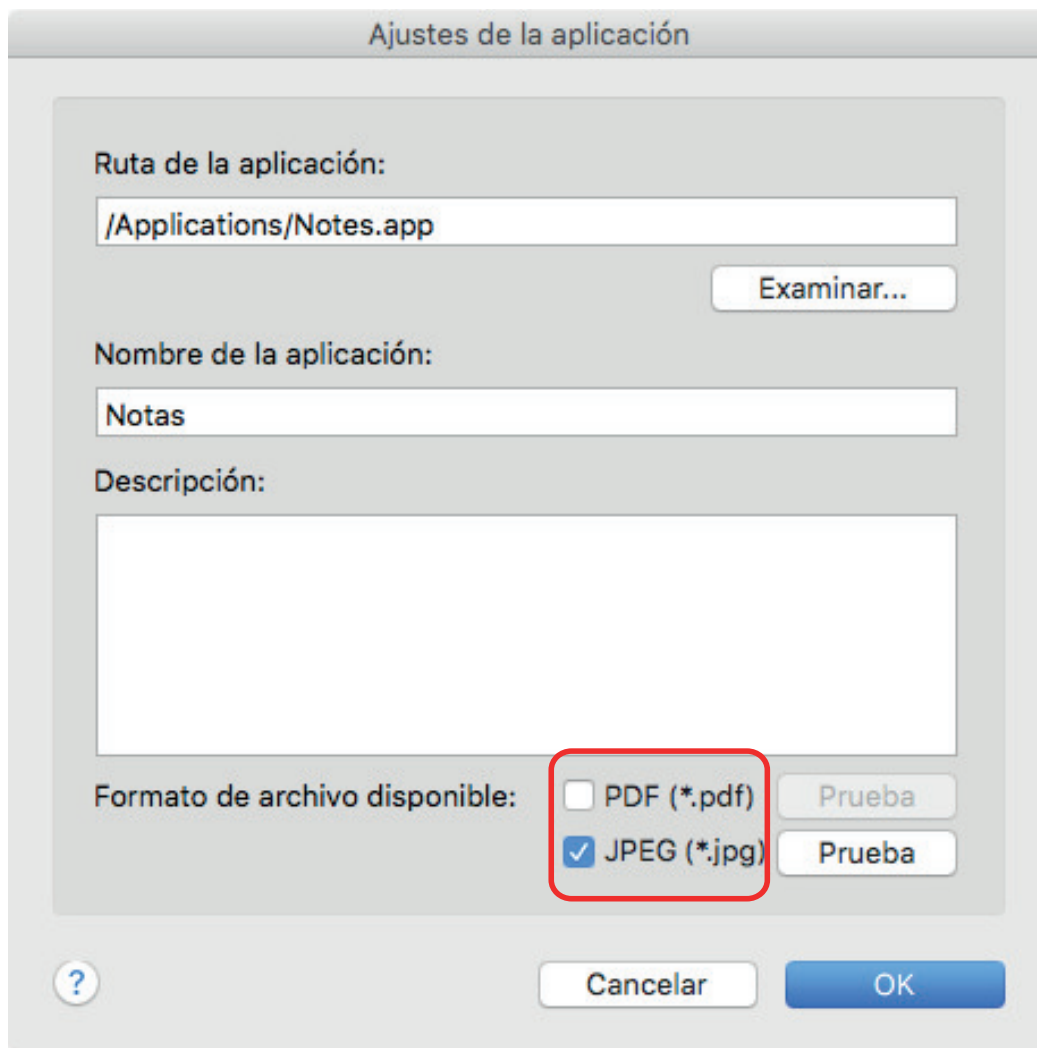 Ajustes de la aplicación
Ruta de la aplicación:
/Applications/Notes.app
Examinar...
Nombre de la aplicación:
Notas
Descripción:
Formato de archivo disponible: PDF (*.pdf) Prueba
JPEG (*.jpg) Prueba
? Cancelar OK